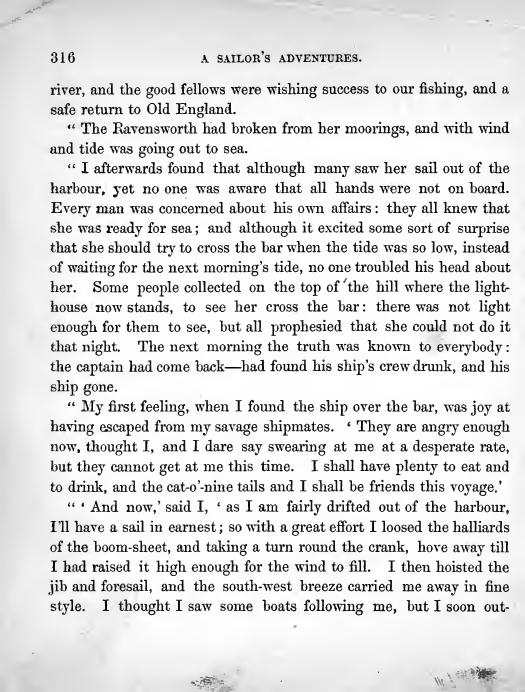 316 A SAILOR'S ADVENTURES.
river, and the good fellows were wishing success to our fishing, and a
safe return to Old England.
“ The Ravensworth had broken from her moorings, and with wind
and tide was going out to sea.
“ I afterwards found that although many saw her sail out of the
harbour, yet no one was aware that all hands were not on board.
Every man was concerned about his own affairs: they all knew that
she was ready for sea; and although it excited some sort of surprise
that she should try to cross the bar when the tide was so low, instead
of waiting for the next morning's tide, no one troubled his head about
her. Some people collected on the top of the hill where the light-
house now stands, to see her cross the bar: there was not light
enough for them to see, but all prophesied that she could not do it
that night. The next morning the truth was known to everybody:
the captain had come back—had found his ship's crew drunk, and his
ship gone.
“ My first feeling, when I found the ship over the bar, was joy at
having escaped from my savage shipmates. ‘ They are angry enough
now, thought I, and I dare say swearing at me at a desperate rate,
but they cannot get at me this time. I shall have plenty to eat and
to drink, and the cat-o'-nine tails and I shall be friends this voyage.’
“ ‘ And now,’ said I, ‘ as I am fairly drifted out of the harbour,
I'll have a sail in earnest; so with a great effort I loosed the halliards
of the boom-sheet, and taking a turn round the crank, hove away till
I had raised it high enough for the wind to fill. I then hoisted the
jib and foresail, and the south-west breeze carried me away in fine
style. I thought I saw some boats following me, but I soon out-